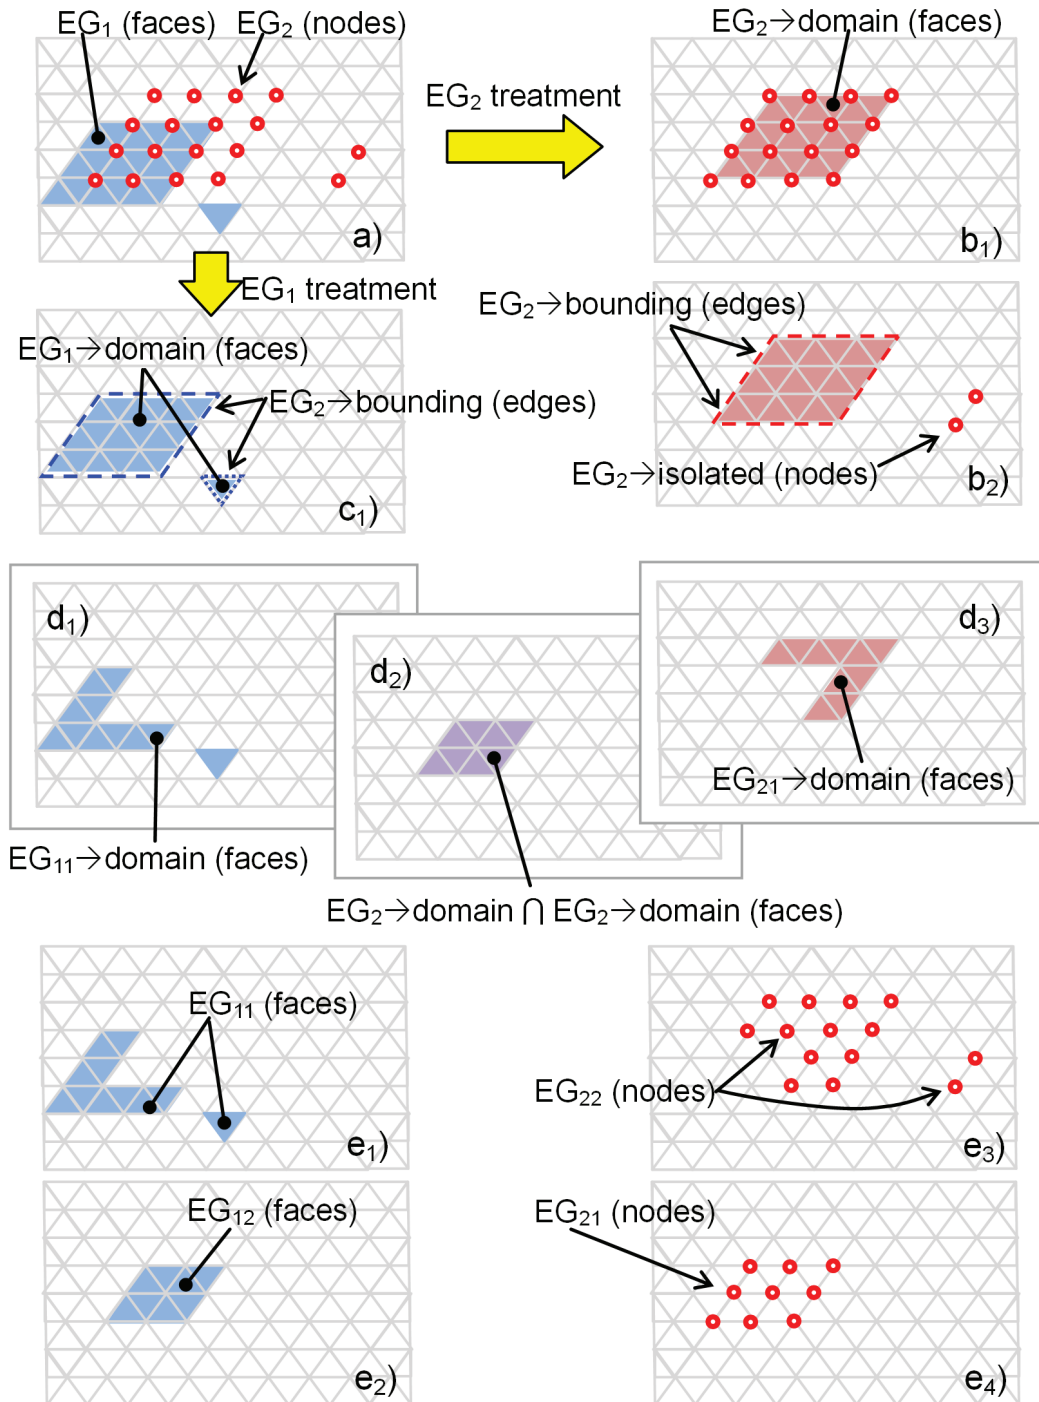 EG₁ (faces)
EG₂ (nodes)
a)
EG₂ treatment
EG₂→domain (faces)
b₁)
EG₁ treatment
EG₁→domain (faces)
EG₂→bounding (edges)
c₁)
EG₂→bounding (edges)
EG₂→isolated (nodes)
b₂)
d₁)
EG₁₁→domain (faces)
d₂)
EG₂→domain ⋂ EG₂→domain (faces)
d₃)
EG₂₁→domain (faces)
EG₁₁ (faces)
e₁)
EG₂₂ (nodes)
e₃)
EG₁₂ (faces)
e₂)
EG₂₁ (nodes)
e₄)